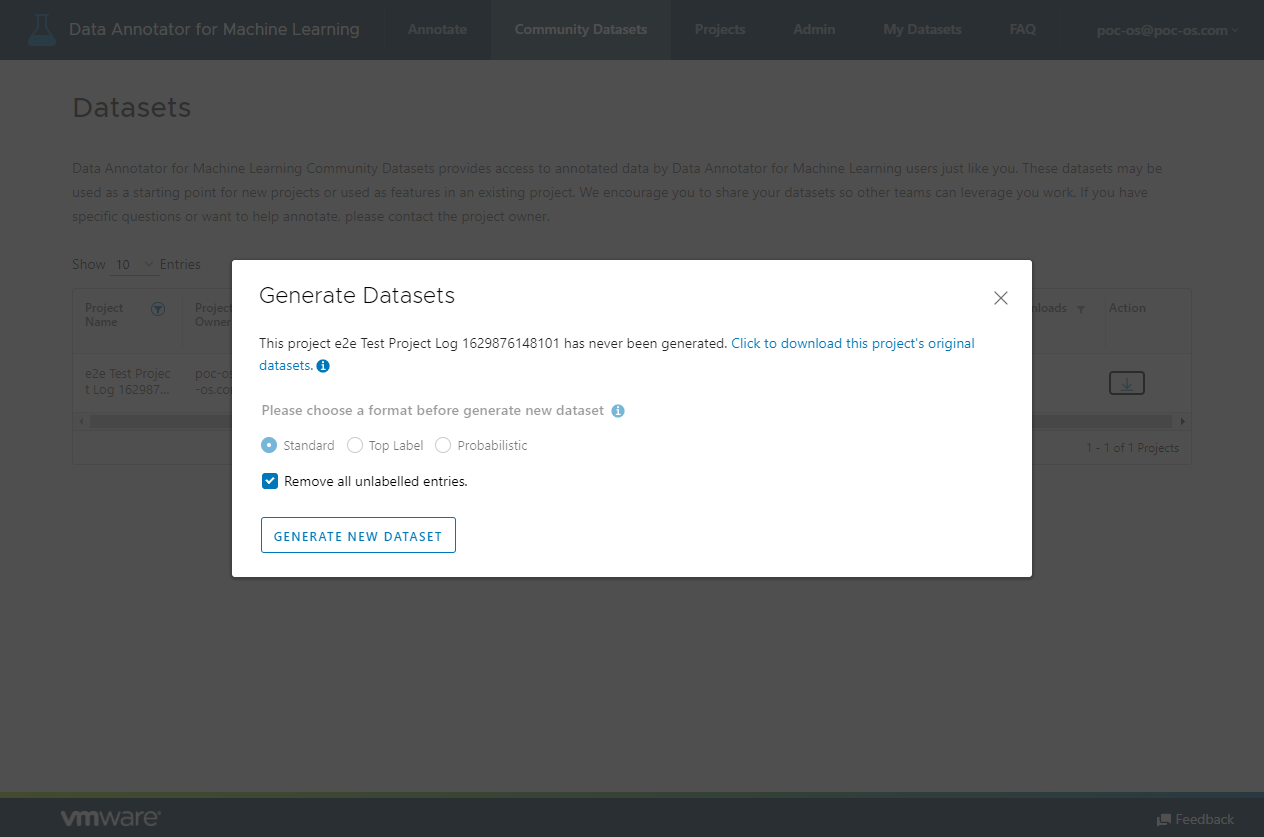 Data Annotator for Machine Learning Annotate Community Datasets Projects Admin My Datasets FAQ poc-os@poc-os.com
Datasets
Data Annotator for Machine Learning Community Datasets provides access to annotated data by Data Annotator for Machine Learning users just like you. These datasets may be
used as a starting point for new projects or used as features in an existing project. We encourage you to share your datasets so other teams can leverage you work. If you have
specific questions or want to help annotate, please contact the project owner.
Show 10 Entries
Project
Name
Project
Owner
nloads
Action
e2e Test Projec
t Log 162987...
poc-os
-os.co
1 - 1 of 1 Projects
Generate Datasets
This project e2e Test Project Log 1629876148101 has never been generated. Click to download this project's original
datasets.
Please choose a format before generate new dataset
Standard Top Label Probabilistic
Remove all unlabelled entries.
GENERATE NEW DATASET
vmware
Feedback